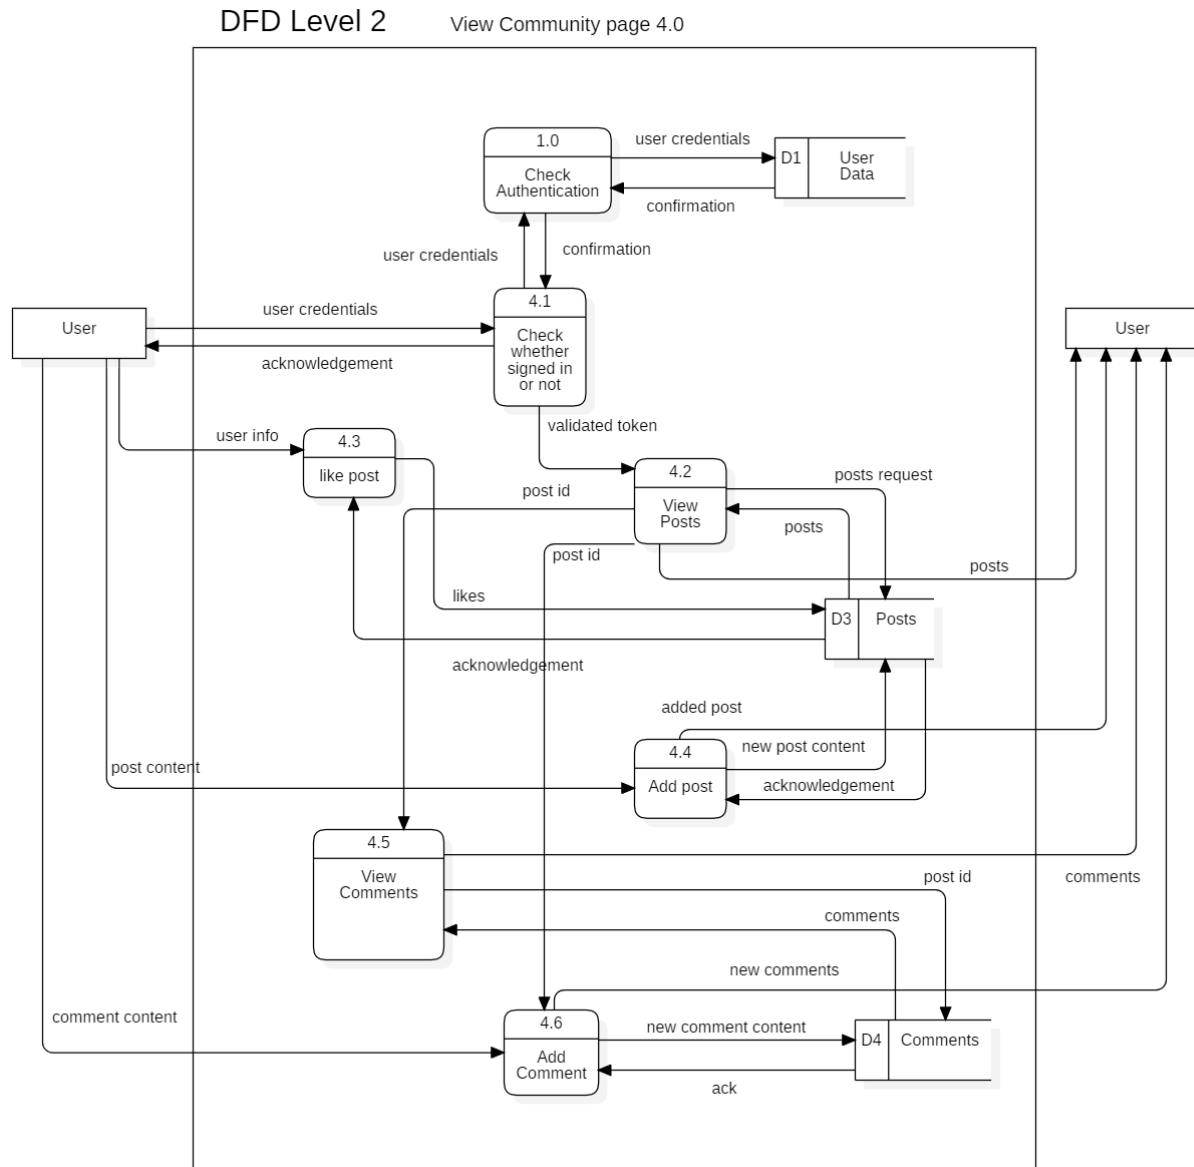 DFD Level 2
View Community page 4.0
1.0
Check
Authentication
user credentials
D1
User
Data
confirmation
user credentials
confirmation
User
user credentials
acknowledgement
4.1
Check
whether
signed in
or not
User
validated token
user info
4.3
like post
4.2
View
Posts
posts request
post id
posts
post id
posts
likes
D3
Posts
acknowledgement
added post
4.4
Add post
new post content
acknowledgement
post content
4.5
View
Comments
post id
comments
comments
new comments
comment content
4.6
Add
Comment
new comment content
D4
Comments
ack